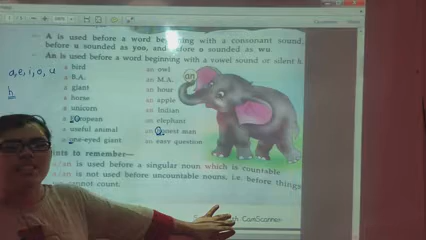 A is used before a word beginning with a consonant sound,
before u sounded as yoo, and before o sounded as wu.
An is used before a word beginning with a vowel sound or silent h.
a, e, i, o, u
h
a bird an owl
a B.A. an M.A.
a giant an hour
a horse an apple
a unicorn an Indian
a European an elephant
a useful animal an honest man
a one-eyed giant an easy question
an
ints to remember—
a/an is used before a singular noun which is countable
a/an is not used before uncountable nouns, i.e. before things
cannot count.
CamScanner